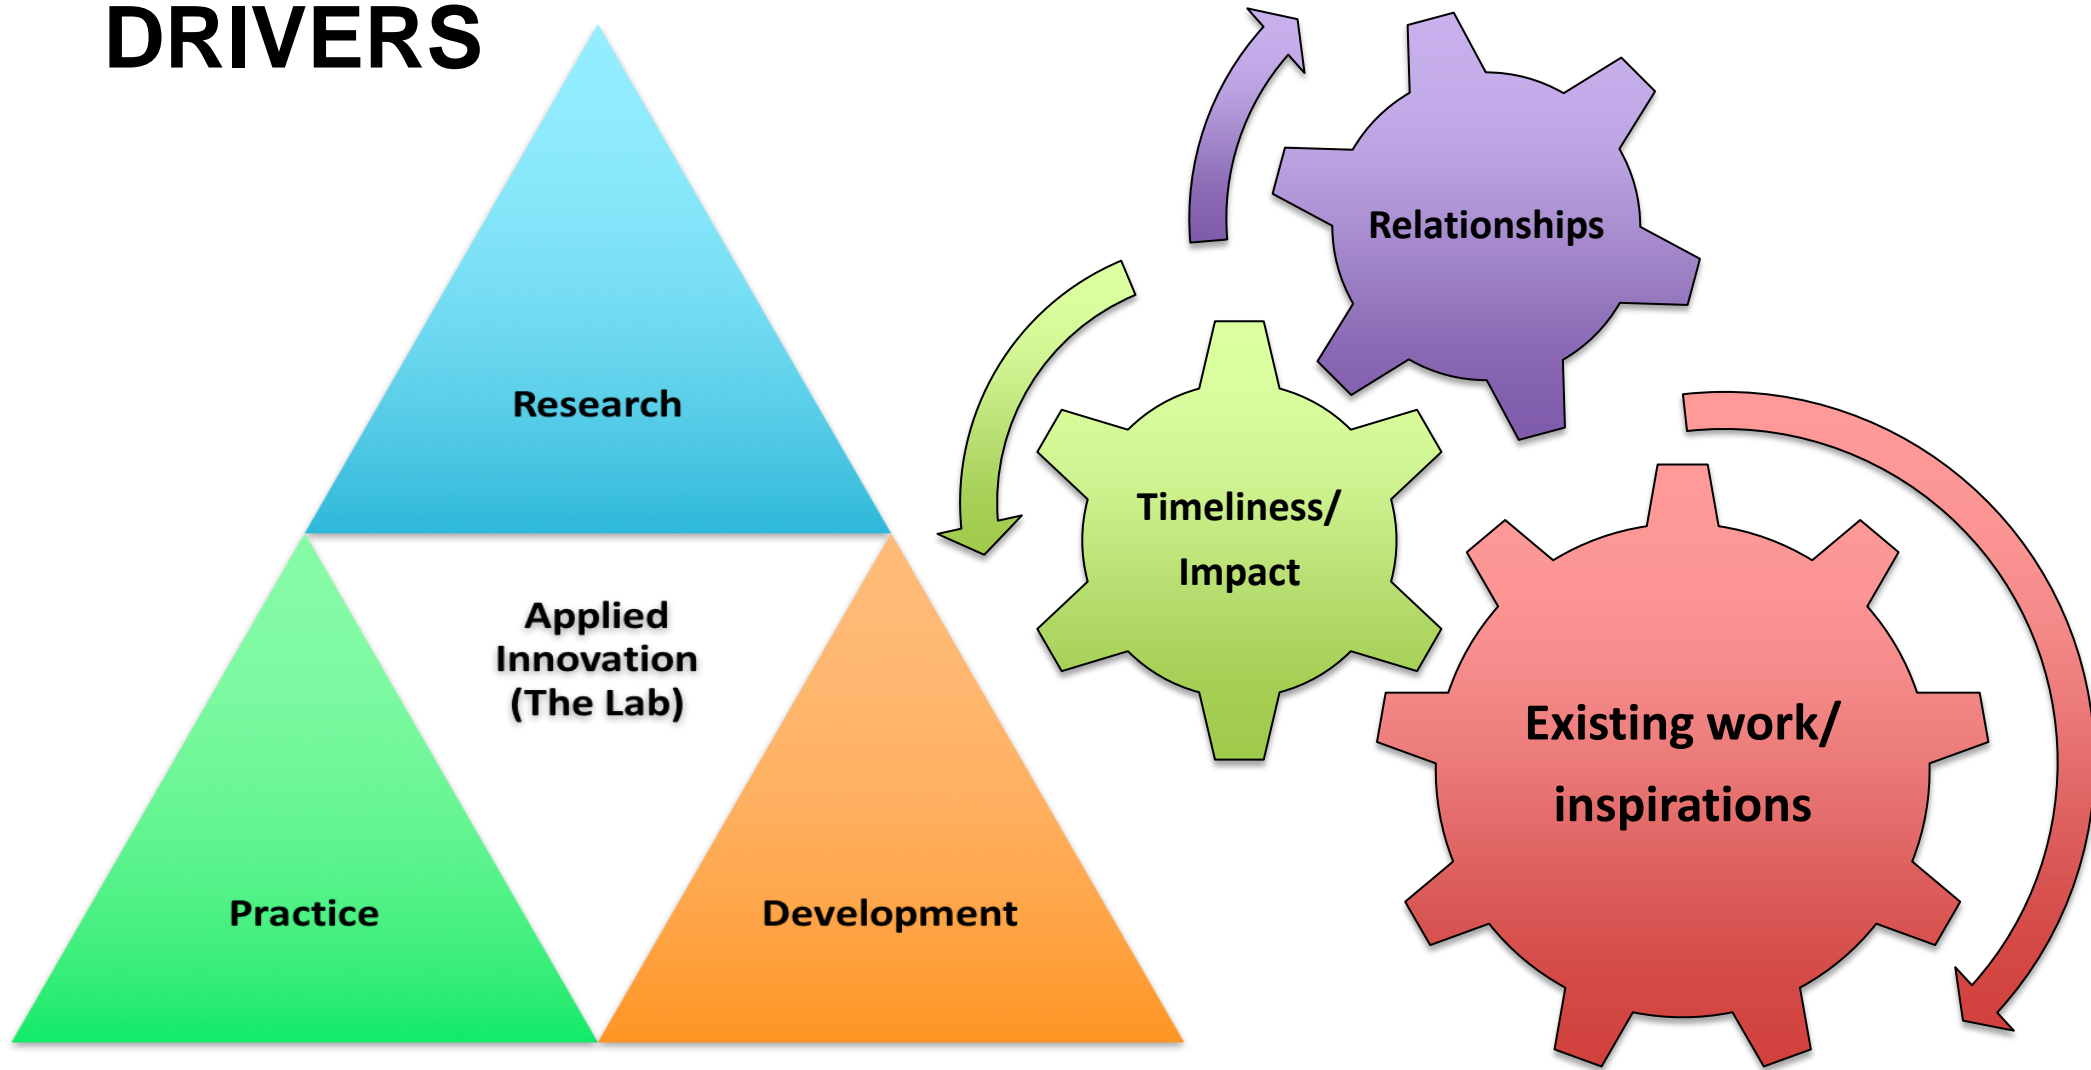 DRIVERS
Research
Applied
Innovation
(The Lab)
Practice
Development
Relationships
Timeliness/
Impact
Existing work/
inspirations